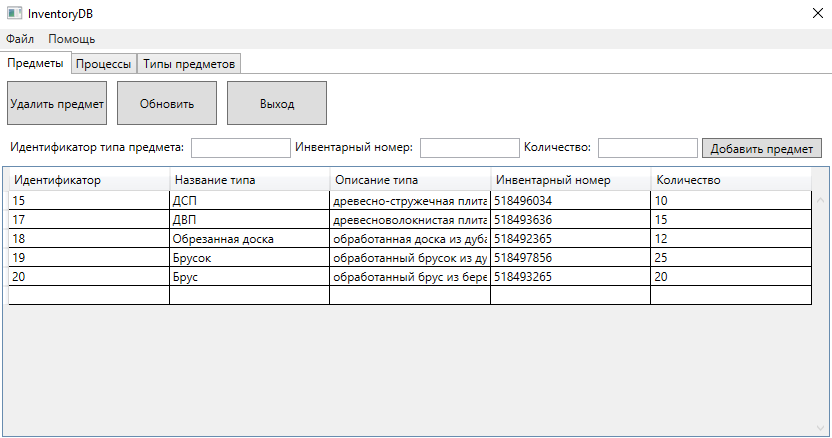 InventoryDB
Файл Помощь
Предметы Процессы Типы предметов
Удалить предмет Обновить Выход
Идентификатор типа предмета: Инвентарный номер: Количество: Добавить предмет
Идентификатор Название типа Описание типа Инвентарный номер Количество
15 ДСП древесно-стружечная плита 518496034 10
17 ДВП древесноволокнистая плита 518493636 15
18 Обрезанная доска обработанная доска из дуба 518492365 12
19 Брусок обработанный брусок из ду 518497856 25
20 Брус обработанный брус из бере 518493265 20